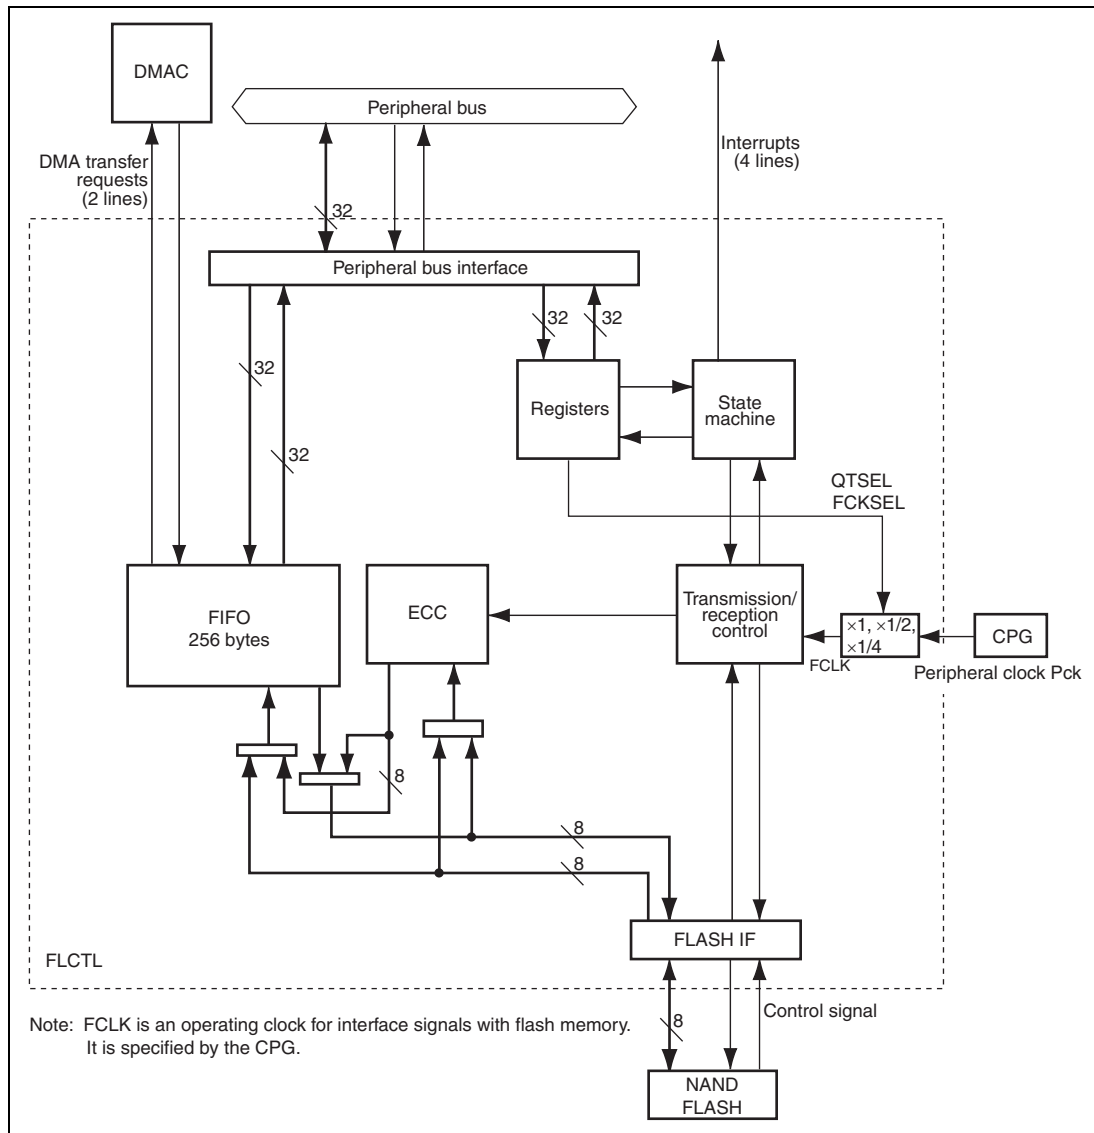 DMAC
Peripheral bus
DMA transfer
requests
(2 lines)
Interrupts
(4 lines)
32
Peripheral bus interface
32
32
32
32
Registers
State
machine
QTSEL
FCKSEL
FIFO
256 bytes
ECC
Transmission/
reception
control
×1, ×1/2,
×1/4
CPG
FCLK
Peripheral clock Pck
8
8
8
FLASH IF
FLCTL
Control signal
8
Note: FCLK is an operating clock for interface signals with flash memory.
It is specified by the CPG.
NAND
FLASH